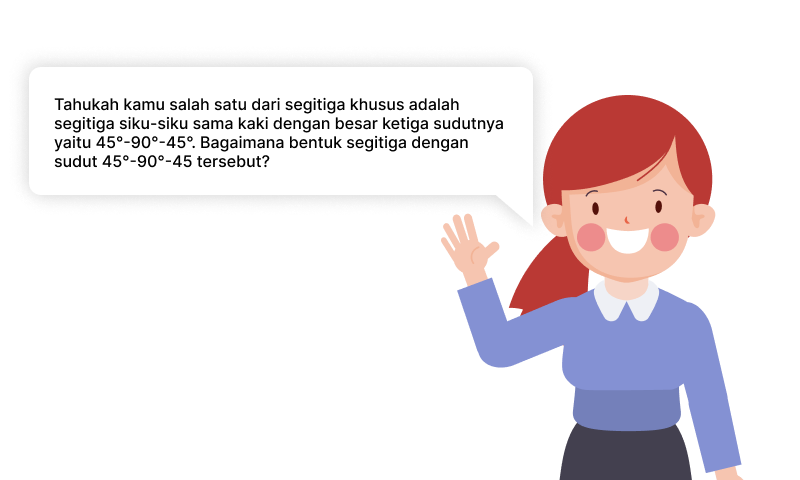 Tahukah kamu salah satu dari segitiga khusus adalah
segitiga siku-siku sama kaki dengan besar ketiga sudutnya
yaitu 45°-90°-45°. Bagaimana bentuk segitiga dengan
sudut 45°-90°-45 tersebut?